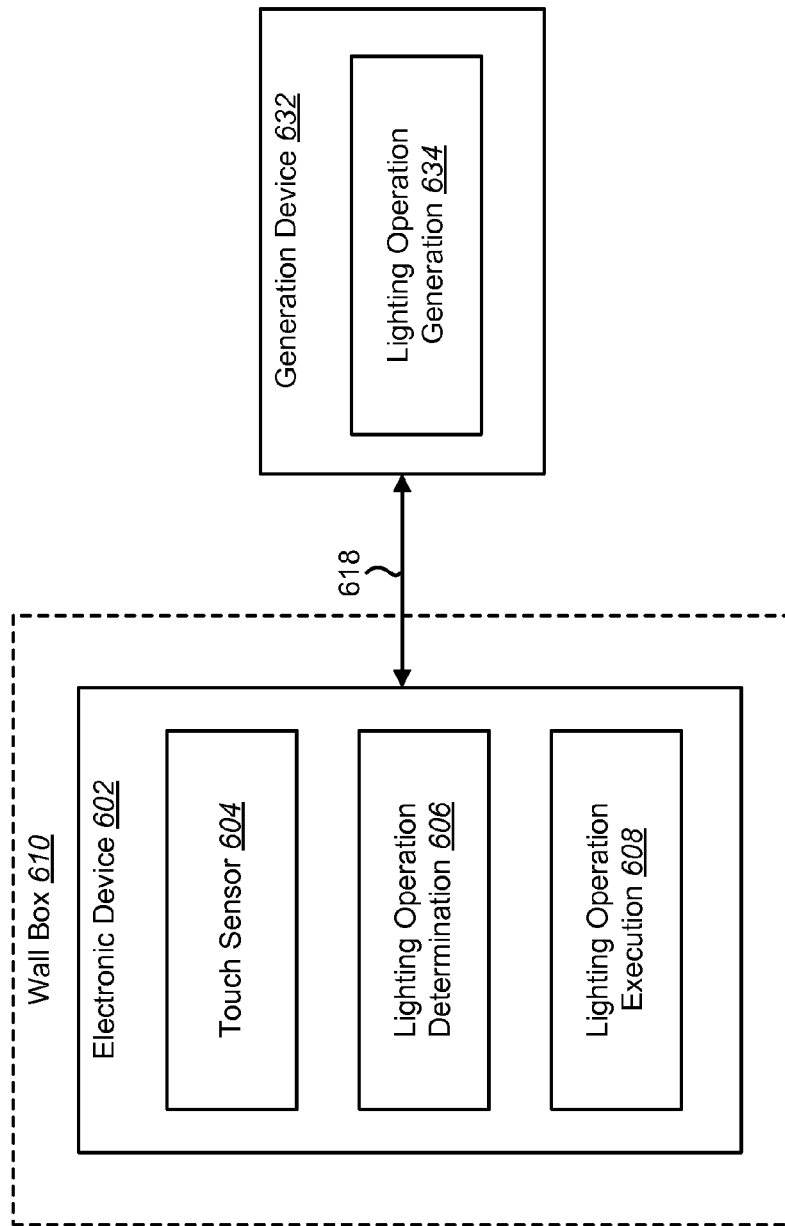 Wall Box 610
Electronic Device 602
Touch Sensor 604
Lighting Operation
Determination 606
Lighting Operation
Execution 608
618
Generation Device 632
Lighting Operation
Generation 634